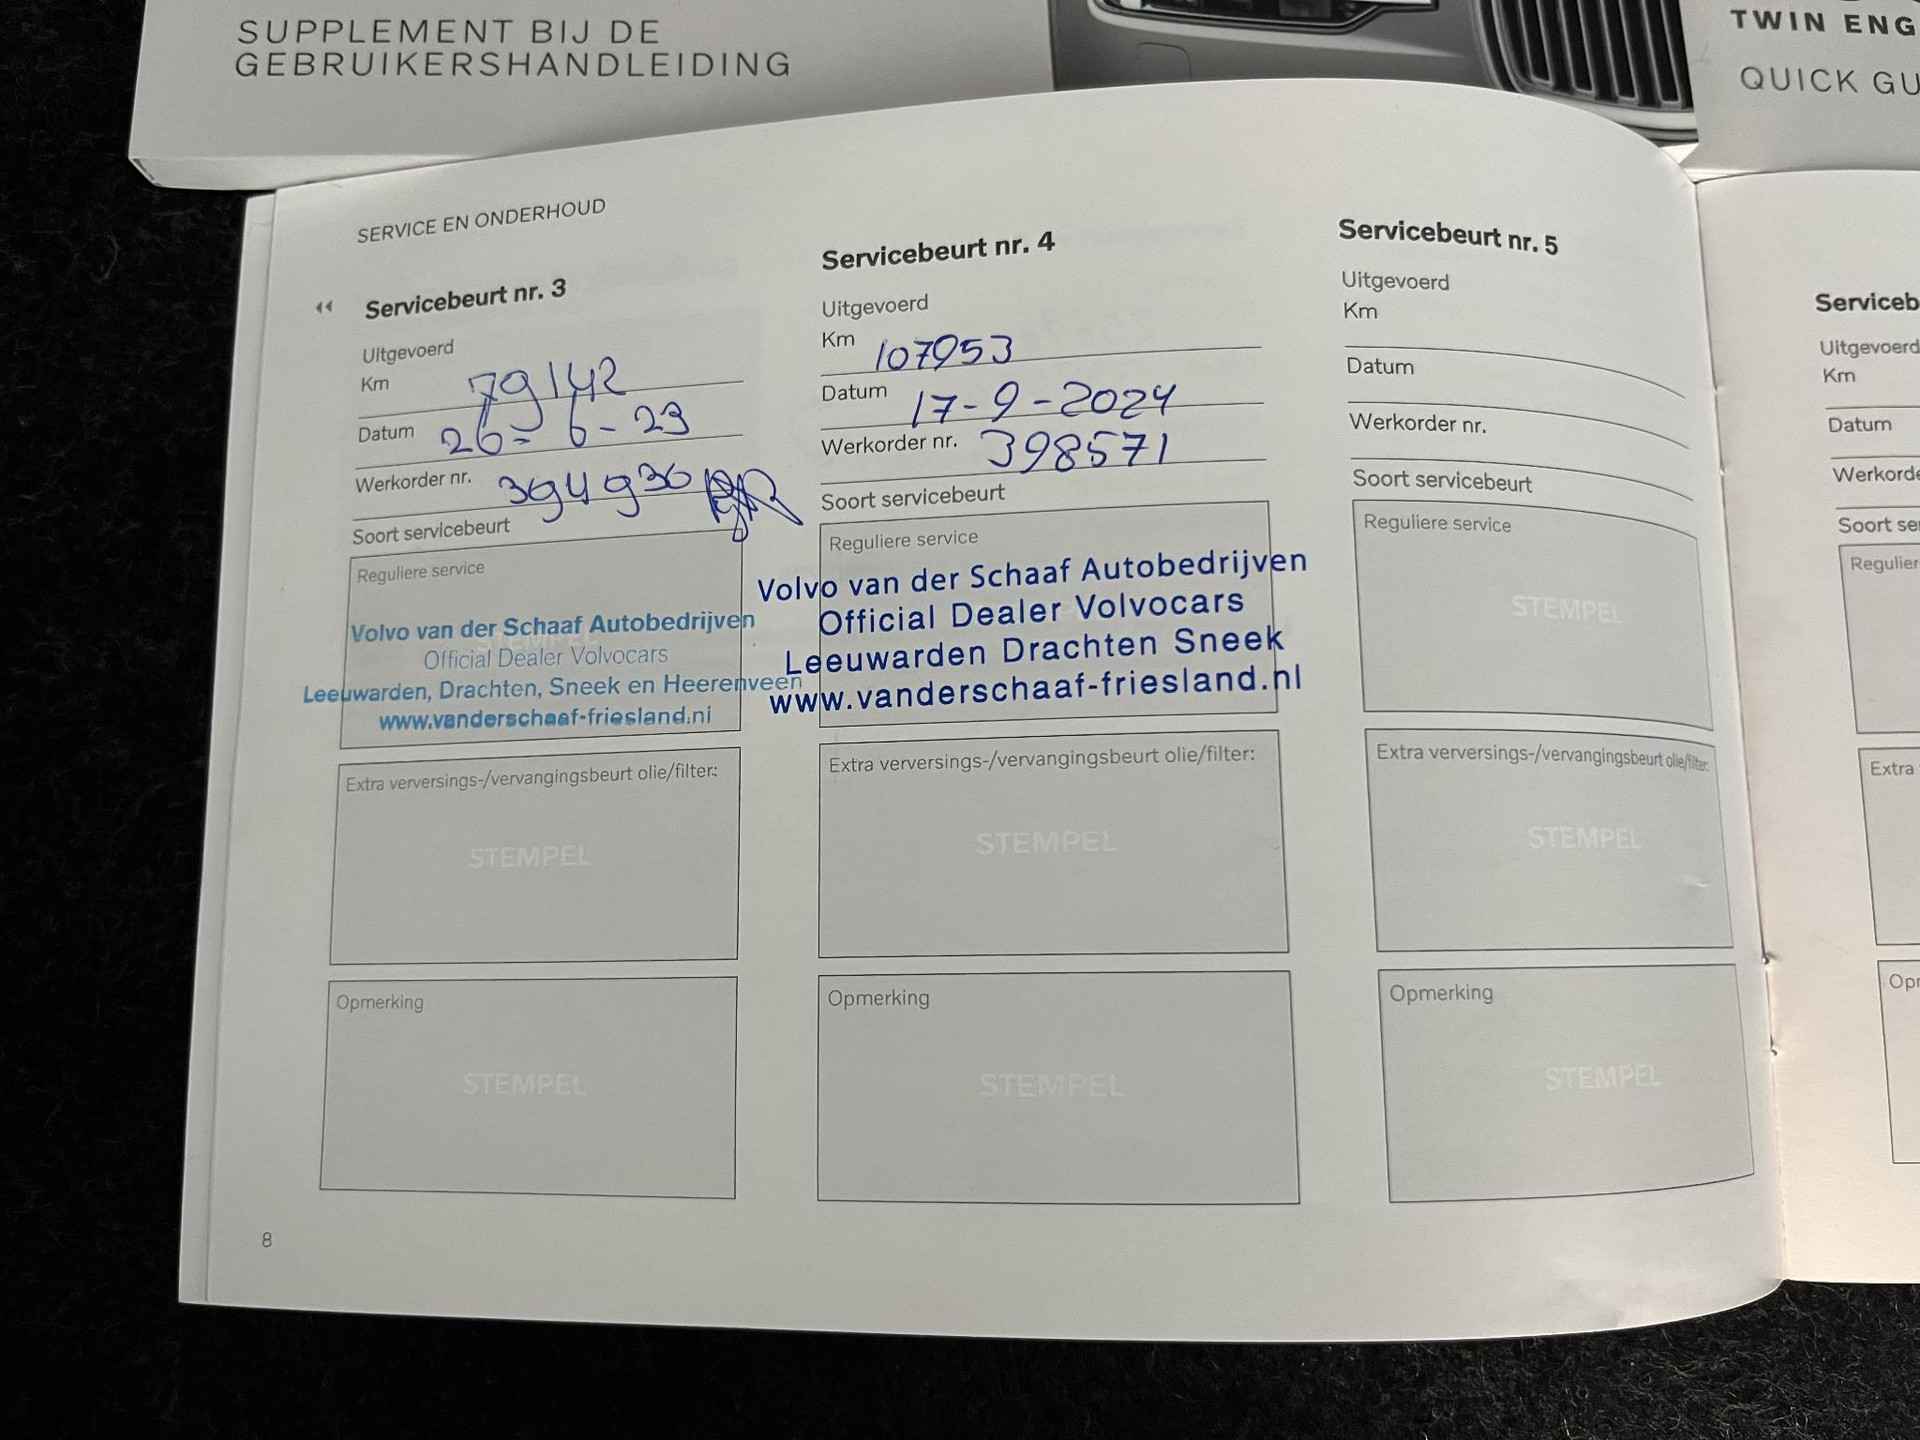 SUPPLEMENT BIJ DE
GEBRUIKERSHANDLEIDING
TWIN ENG
QUICK GU
SERVICE EN ONDERHOUD
Servicebeurt nr. 3
Uitgevoerd
Km 79142
Datum 26-6-23
Werkorder nr. 394936
Soort servicebeurt
Reguliere service
Volvo van der Schaaf Autobedrijven
Official Dealer Volvocars
Leeuwarden, Drachten, Sneek en Heerenveen
www.vanderschaaf-friesland.nl
Extra verversings-/vervangingsbeurt olie/filter:
STEMPEL
Opmerking
STEMPEL
8
Servicebeurt nr. 4
Uitgevoerd
Km 107953
Datum 17-9-2024
Werkorder nr. 398571
Soort servicebeurt
Reguliere service
Volvo van der Schaaf Autobedrijven
Official Dealer Volvocars
Leeuwarden Drachten Sneek
www.vanderschaaf-friesland.nl
Extra verversings-/vervangingsbeurt olie/filter:
STEMPEL
Opmerking
STEMPEL
Servicebeurt nr. 5
Uitgevoerd
Km
Datum
Werkorder nr.
Soort servicebeurt
Reguliere service
STEMPEL
Extra verversings-/vervangingsbeurt olie/filter:
STEMPEL
Opmerking
STEMPEL
Serviceb
Uitgevoerd
Km
Datum
Werkorde
Soort se
Regulier
Extra
Opr